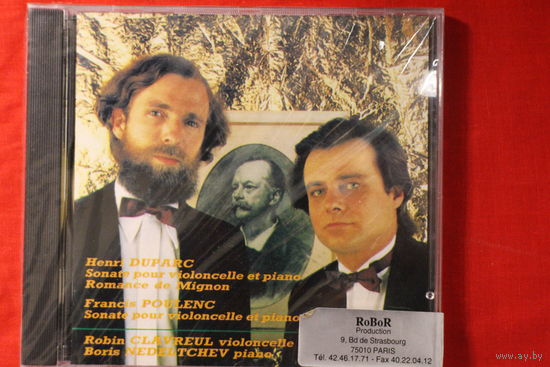 Henri DUPARC
Sonate pour violoncelle et piano
Romance de Mignon
Francis POULENC
Sonate pour violoncelle et piano
Robin CLAVREUL violoncelle
Boris NEDELTCHEV piano
RoBoR
Production
9, Bd de Strasbourg
75010 PARIS
Tél. 42.46.17.71 - Fax 40.22.04.12
ay.by